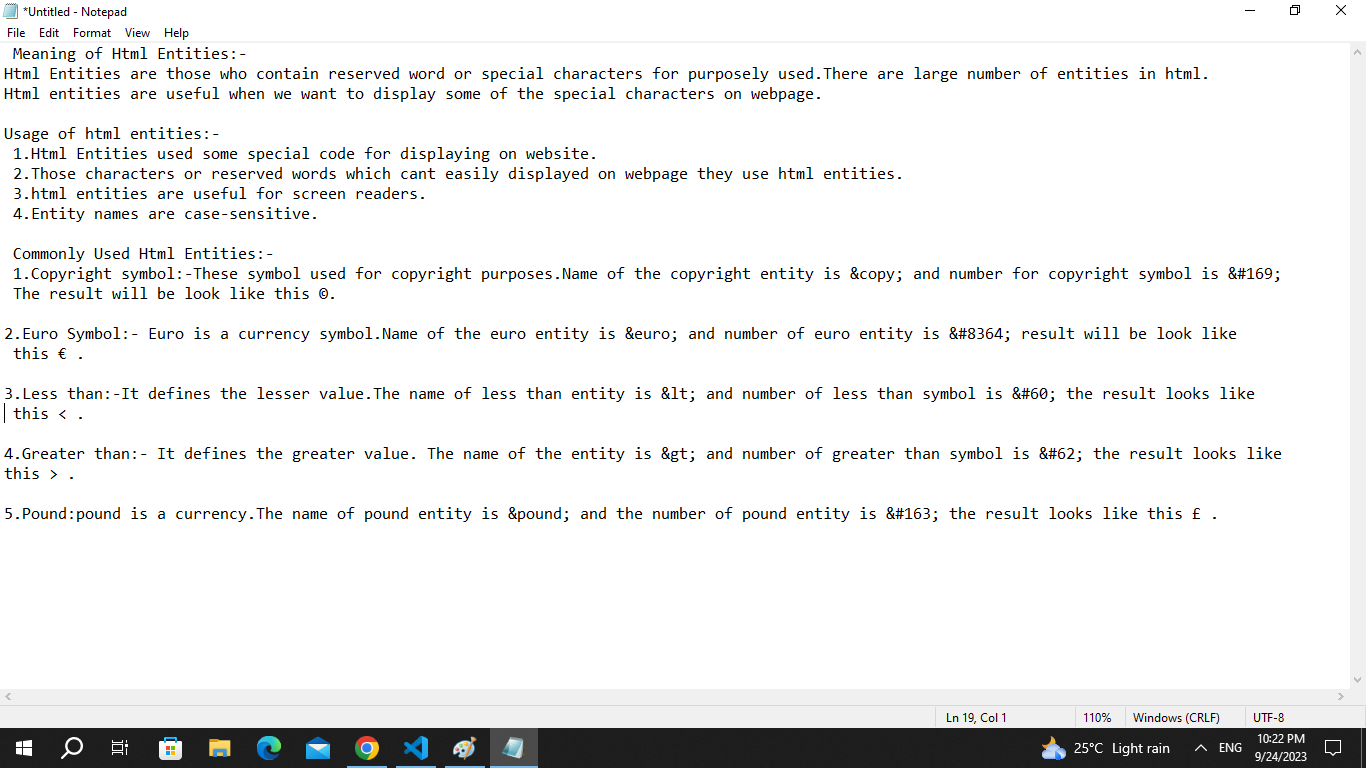 *Untitled - Notepad
File Edit Format View Help
Meaning of Html Entities:-
Html Entities are those who contain reserved word or special characters for purposely used.There are large number of entities in html.
Html entities are useful when we want to display some of the special characters on webpage.
Usage of html entities:-
1.Html Entities used some special code for displaying on website.
2.Those characters or reserved words which cant easily displayed on webpage they use html entities.
3.html entities are useful for screen readers.
4.Entity names are case-sensitive.
Commonly Used Html Entities:-
1.Copyright symbol:-These symbol used for copyright purposes.Name of the copyright entity is &copy; and number for copyright symbol is &#169;
The result will be look like this ©.
2.Euro Symbol:- Euro is a currency symbol.Name of the euro entity is &euro; and number of euro entity is &#8364; result will be look like
this € .
3.Less than:-It defines the lesser value.The name of less than entity is &lt; and number of less than symbol is &#60; the result looks like
this < .
4.Greater than:- It defines the greater value. The name of the entity is &gt; and number of greater than symbol is &#62; the result looks like
this > .
5.Pound:pound is a currency.The name of pound entity is &pound; and the number of pound entity is &#163; the result looks like this £ .
Ln 19, Col 1 110% Windows (CRLF) UTF-8
25°C Light rain ENG 10:22 PM
9/24/2023